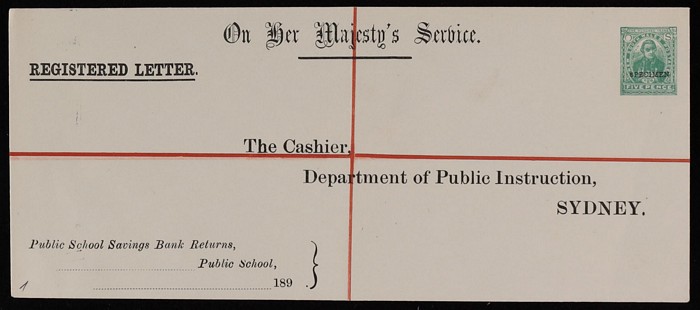 On Her Majesty's Service.
REGISTERED LETTER.
SPECIMEN
FIVE PENCE
The Cashier,
Department of Public Instruction,
SYDNEY.
Public School Savings Bank Returns,
Public School,
189
1